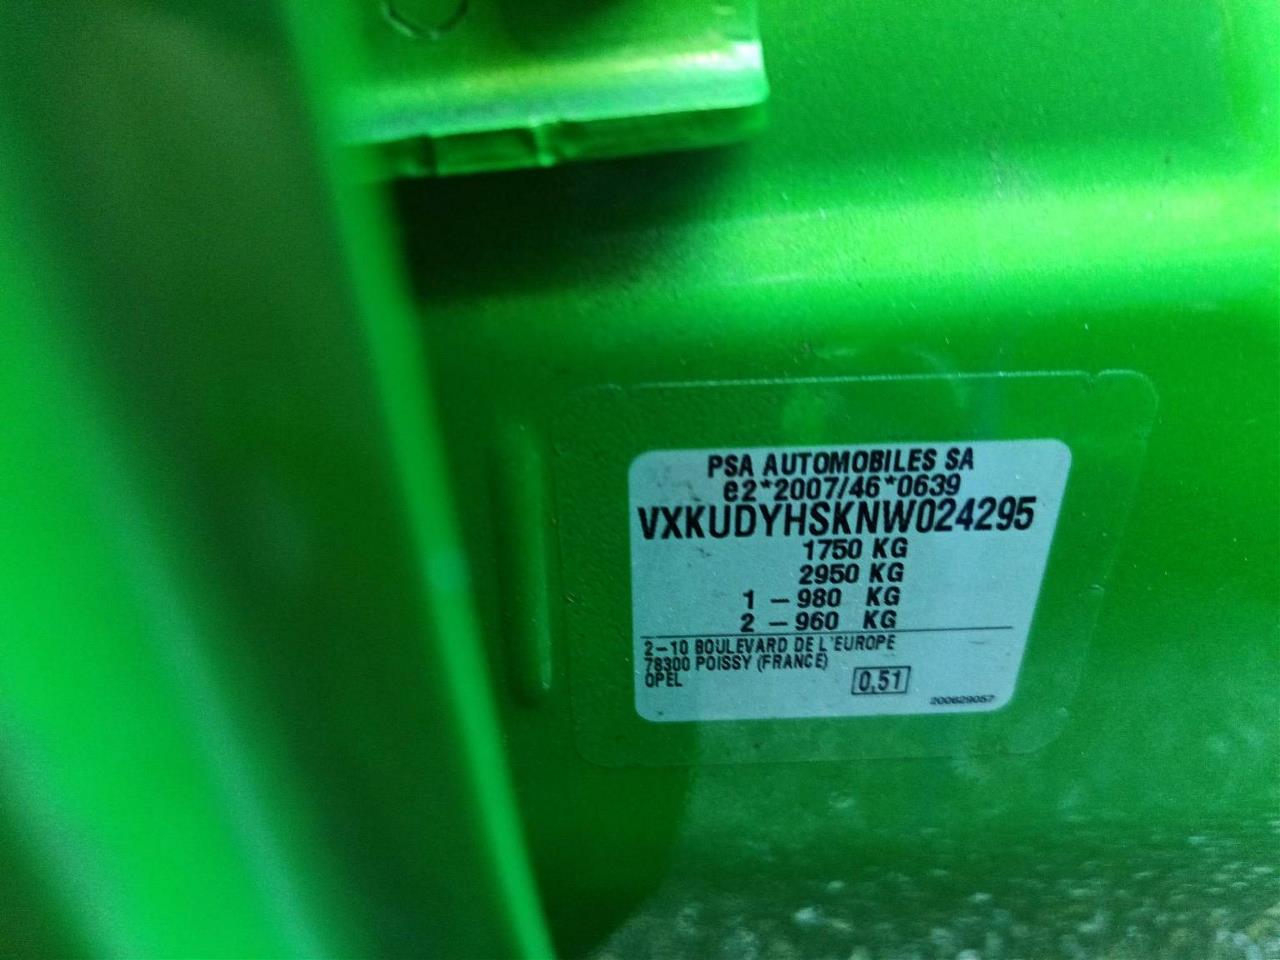 PSA AUTOMOBILES SA
e2*2007/46*0639
VXKUDYHSKNW024295
1750 KG
2950 KG
1 - 980 KG
2 - 960 KG
2-10 BOULEVARD DE L'EUROPE
78300 POISSY (FRANCE)
OPEL
0,51
200629057